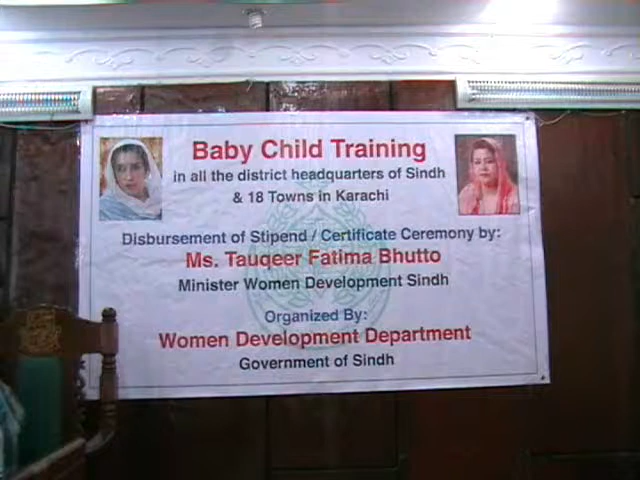 Baby Child Training
in all the district headquarters of Sindh
& 18 Towns in Karachi
Disbursement of Stipend / Certificate Ceremony by:
Ms. Tauqeer Fatima Bhutto
Minister Women Development Sindh
Organized By:
Women Development Department
Government of Sindh